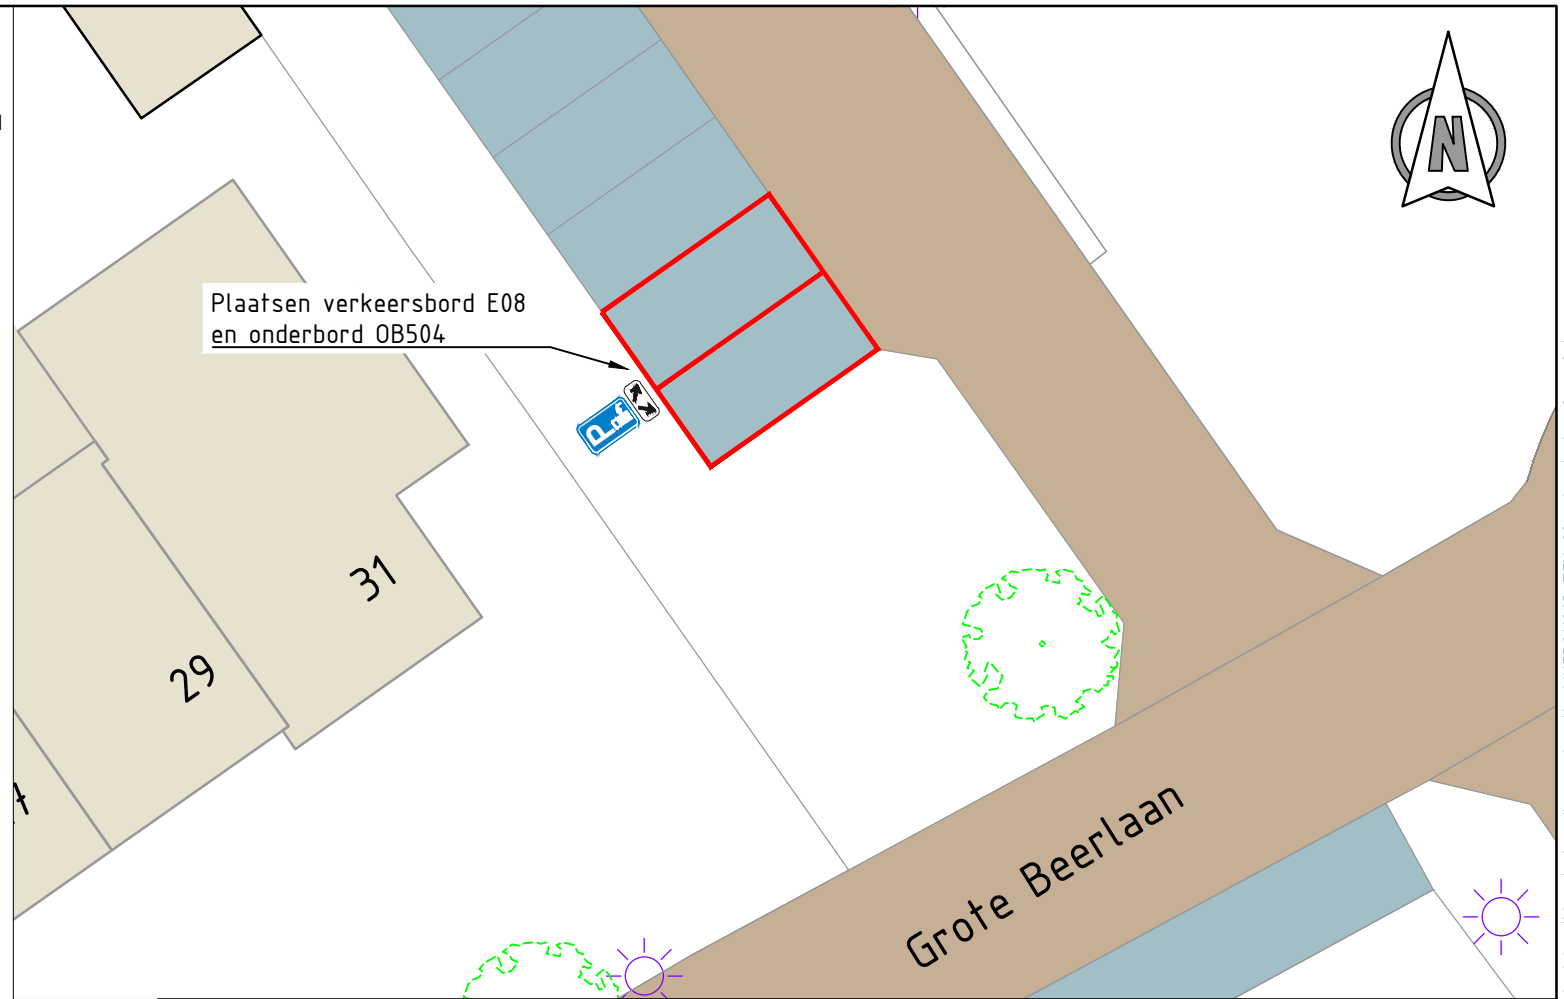 N
Plaatsen verkeersbord E08
en onderbord OB504
P
31
29
Grote Beerlaan